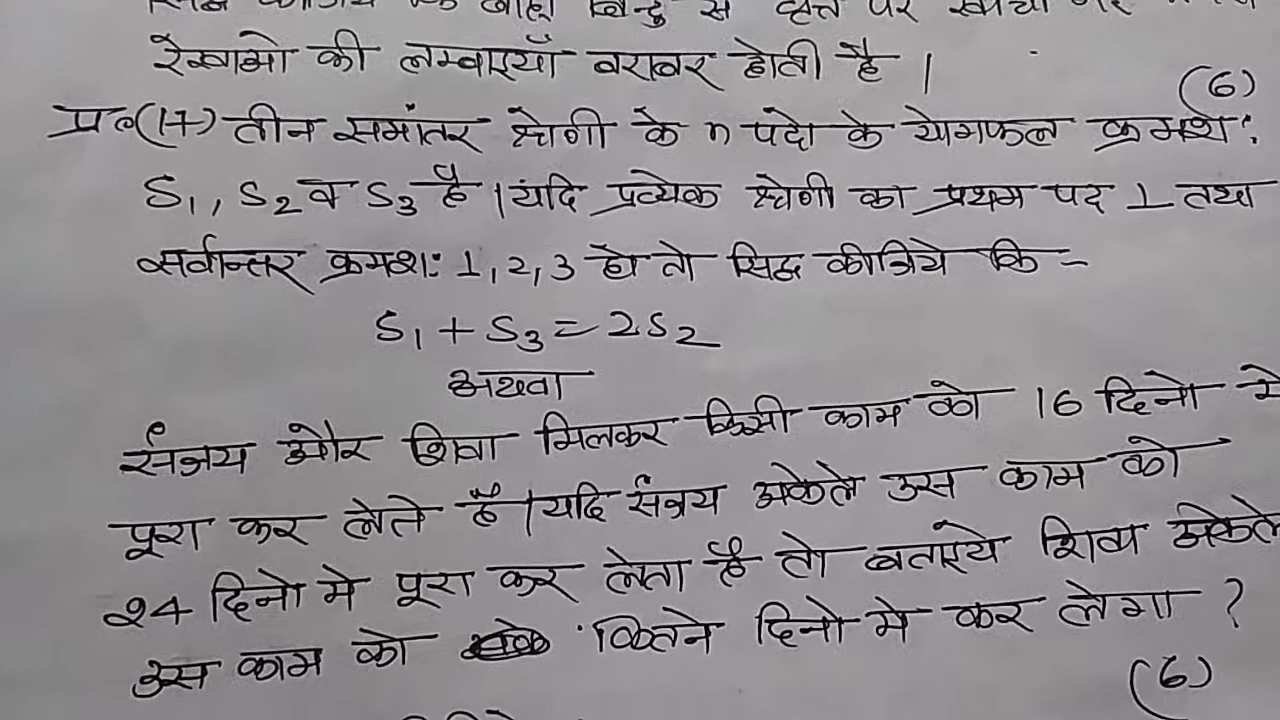 रेखाओ की लम्बाइयाँ बराबर होती है |
(6)
प्र०(17) तीन समांतर श्रेणी के n पदो के योगफल क्रमश:
S1, S2 व S3 है | यदि प्रत्येक श्रेणी का प्रथम पद 1 तथा
सर्वान्तर क्रमश: 1, 2, 3 हो तो सिद्ध कीजिये कि -
S1 + S3 = 2S2
अथवा
संजय और शिवा मिलकर किसी काम को 16 दिनो मे
पूरा कर लेते है | यदि संजय अकेले उस काम को
24 दिनो मे पूरा कर लेता है तो बताइये शिवा अकेले
उस काम को कितने दिनो मे कर लेगा ?
(6)